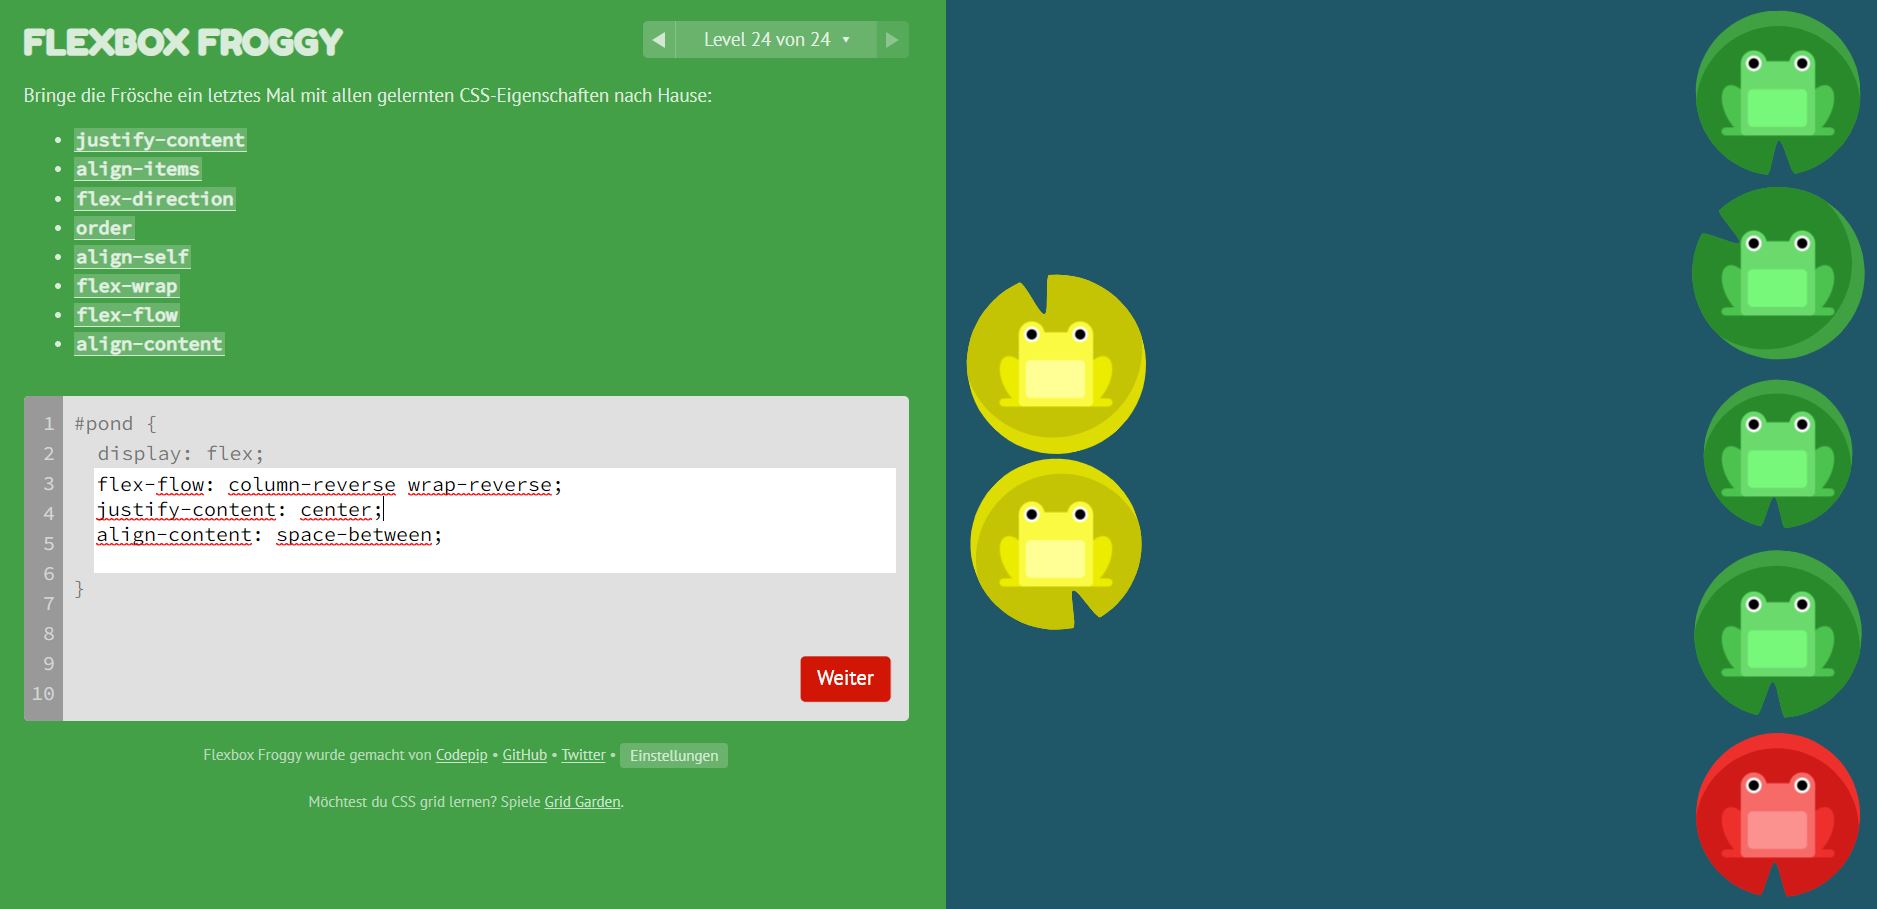 FLEXBOX FROGGY
◀ Level 24 von 24 ▾ ▶
Bringe die Frösche ein letztes Mal mit allen gelernten CSS-Eigenschaften nach Hause:
• justify-content
• align-items
• flex-direction
• order
• align-self
• flex-wrap
• flex-flow
• align-content
1 #pond {
2 display: flex;
3 flex-flow: column-reverse wrap-reverse;
4 justify-content: center;
5 align-content: space-between;
6 }
7
8
9
10
Weiter
Flexbox Froggy wurde gemacht von Codepip • GitHub • Twitter • Einstellungen
Möchtest du CSS grid lernen? Spiele Grid Garden.